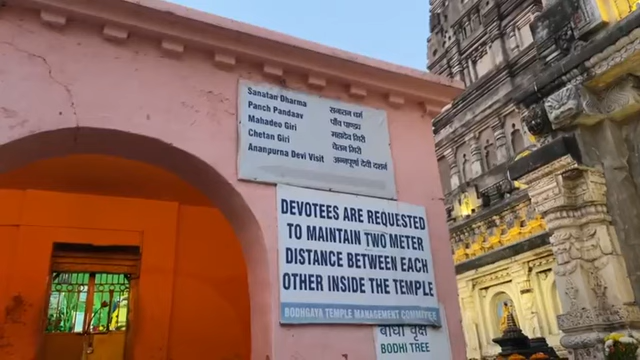 Sanatan Dharma सनातन धर्म
Panch Pandaav पाँच पाण्डव
Mahadeo Giri महादेव गिरी
Chetan Giri चेतन गिरी
Ananpurna Devi Visit अन्नपूर्ण देवी दर्शन
DEVOTEES ARE REQUESTED
TO MAINTAIN TWO METER
DISTANCE BETWEEN EACH
OTHER INSIDE THE TEMPLE
BODHGAYA TEMPLE MANAGEMENT COMMITTEE
बोधी वृक्ष
BODHI TREE